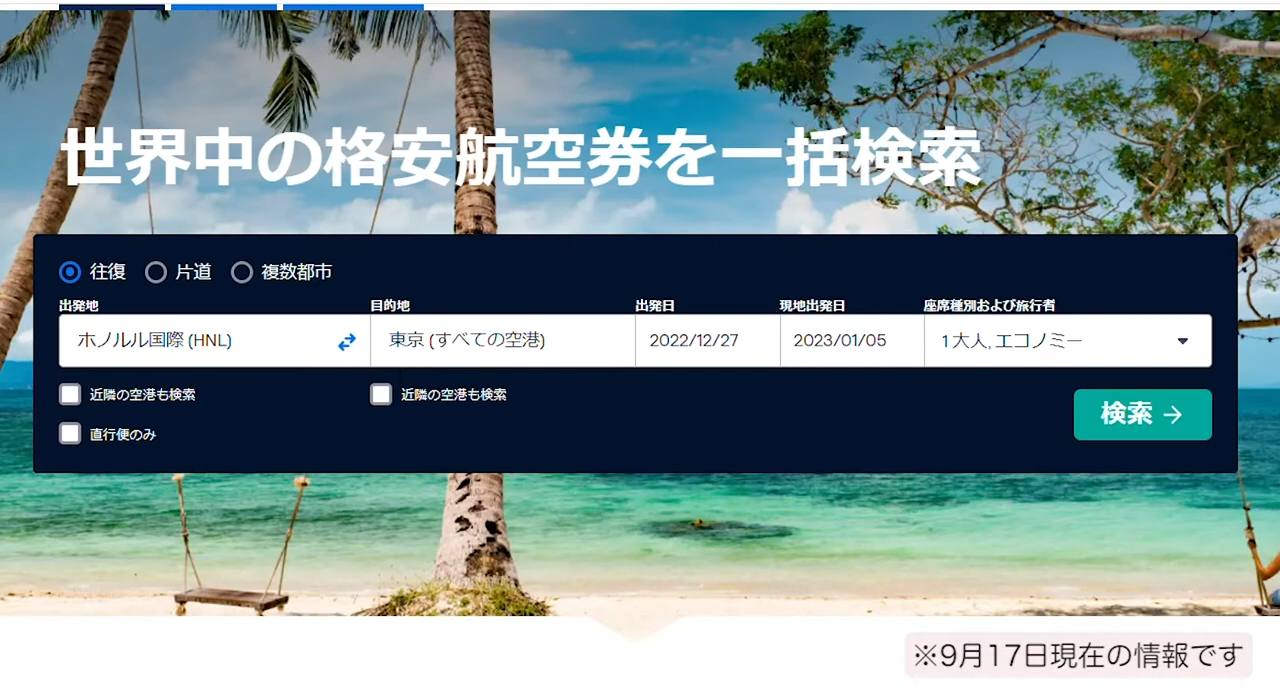 世界中の格安航空券を一括検索
往復 片道 複数都市
出発地 目的地 出発日 現地出発日 座席種別および旅行者
ホノルル国際 (HNL) 東京 (すべての空港) 2022/12/27 2023/01/05 1 大人, エコノミー
近隣の空港も検索 近隣の空港も検索
検索 →
直行便のみ
※9月17日現在の情報です